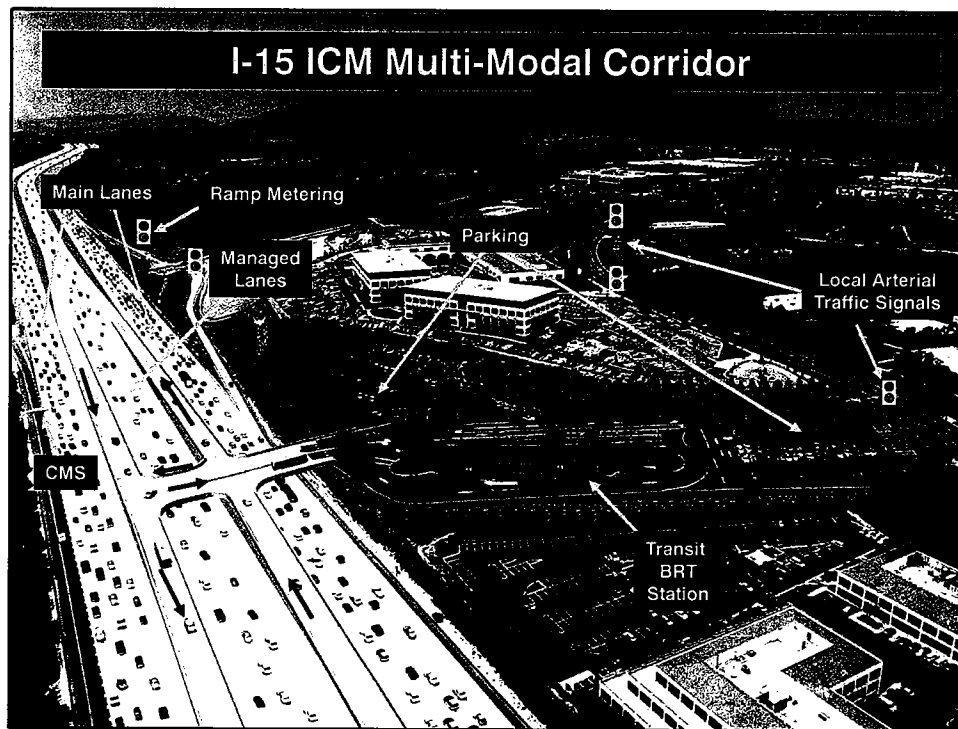 I-15 ICM Multi-Modal Corridor
Main Lanes
Ramp Metering
Parking
Managed
Lanes
Local Arterial
Traffic Signals
CMS
Transit
BRT
Station